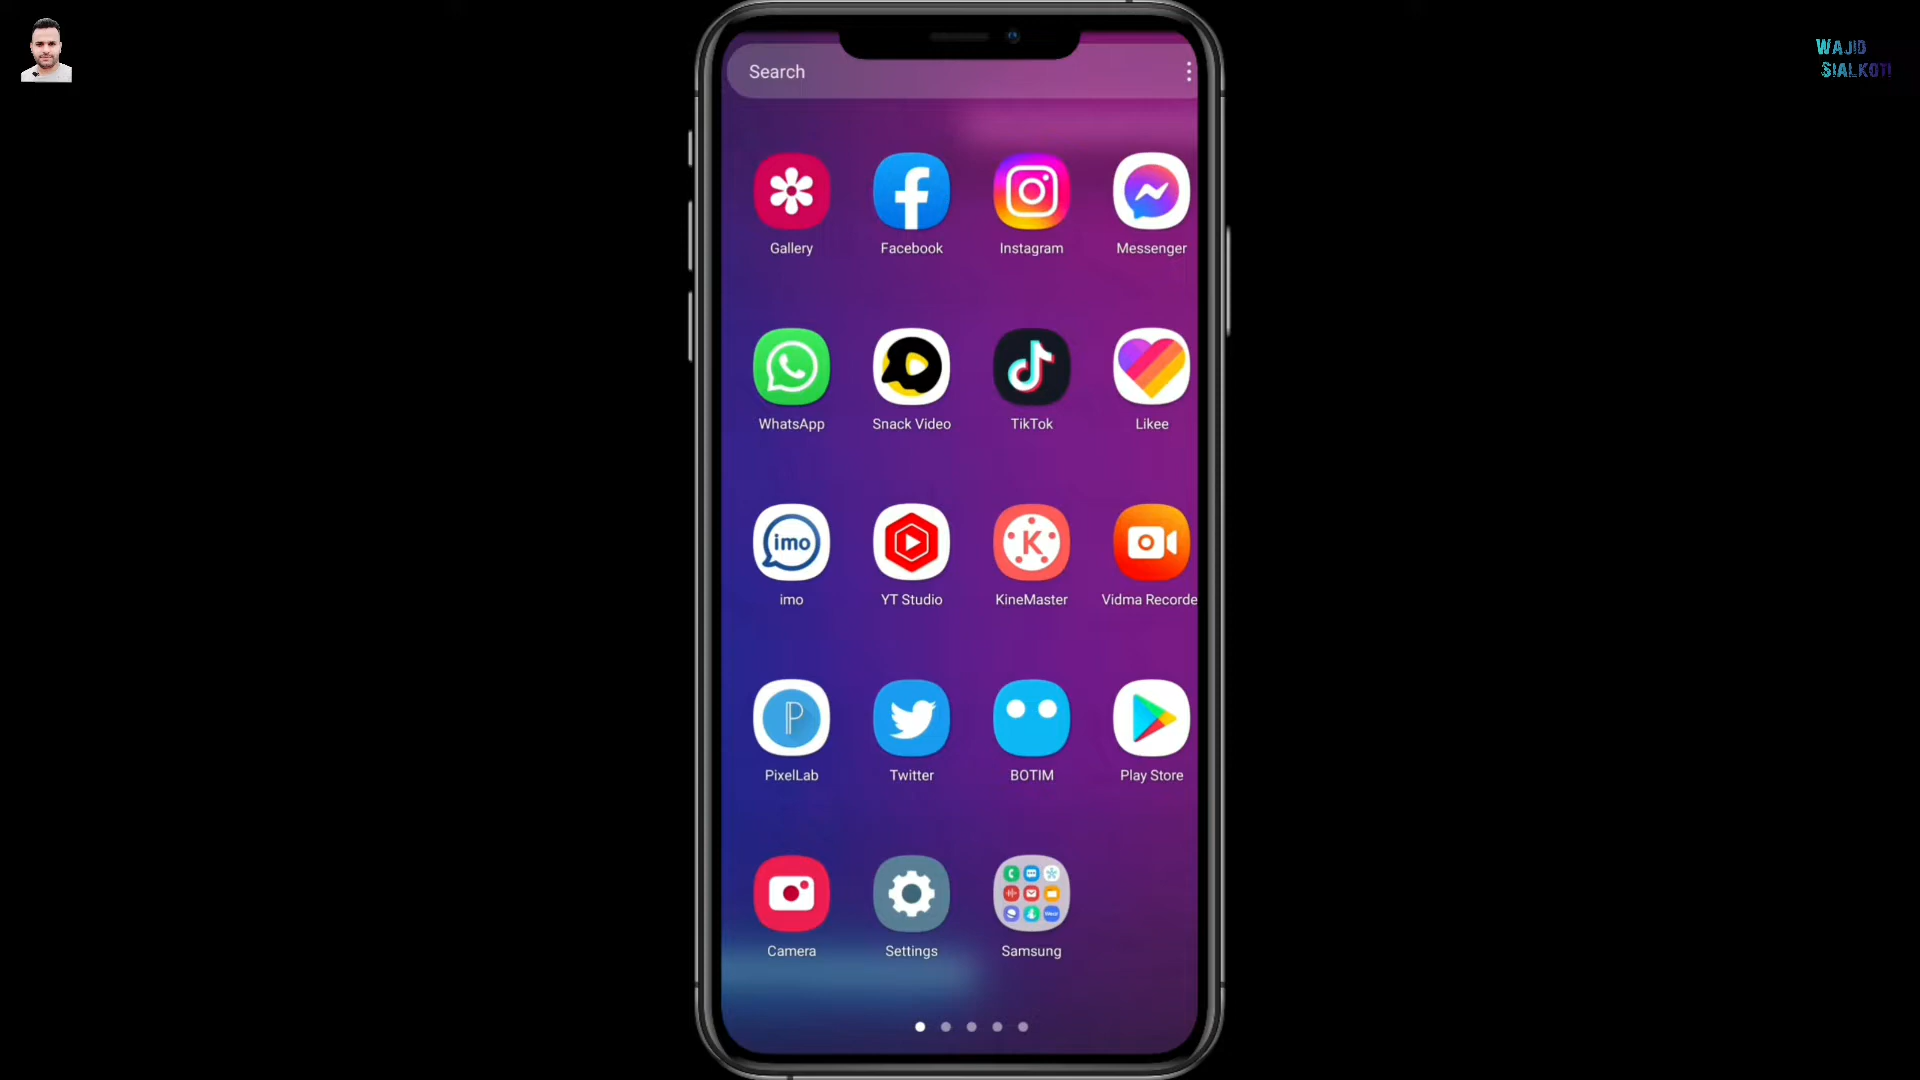 WAJID
SIALKOTI
Search
Gallery
Facebook
Instagram
Messenger
WhatsApp
Snack Video
TikTok
Likee
imo
imo
YT Studio
K
KineMaster
Vidma Recorde
P
PixelLab
Twitter
BOTIM
Play Store
Camera
Settings
Samsung